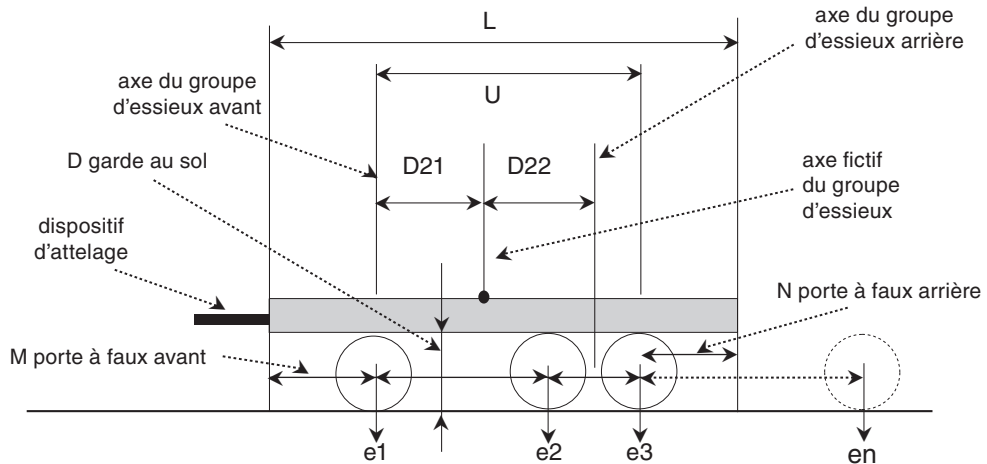 L
axe du groupe
d'essieux arrière
axe du groupe
d'essieux avant
U
D garde au sol
D21
D22
axe fictif
du groupe
d'essieux
dispositif
d'attelage
N porte à faux arrière
M porte à faux avant
e1
e2
e3
en